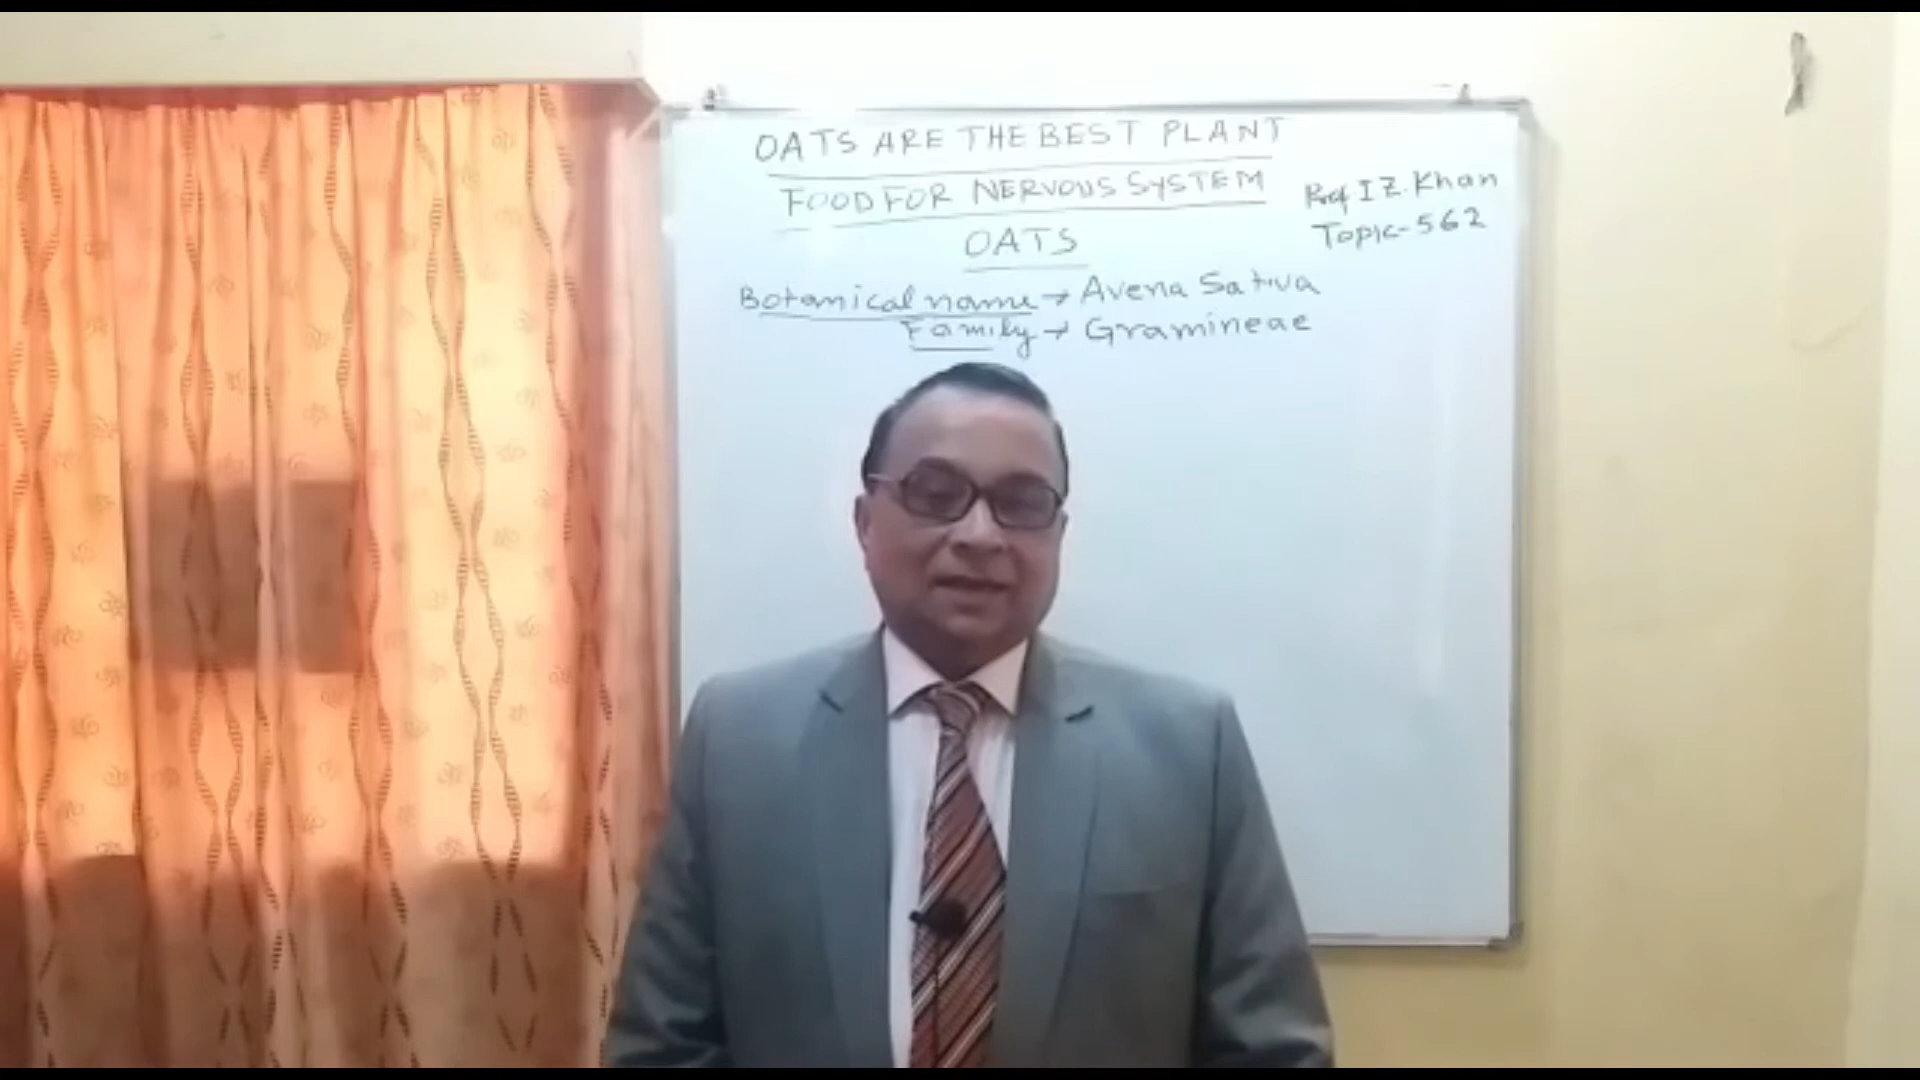 OATS ARE THE BEST PLANT
FOOD FOR NERVOUS SYSTEM
Prof I Z. Khan
Topic-562
OATS
Botanical name → Avena Sativa
Family → Gramineae